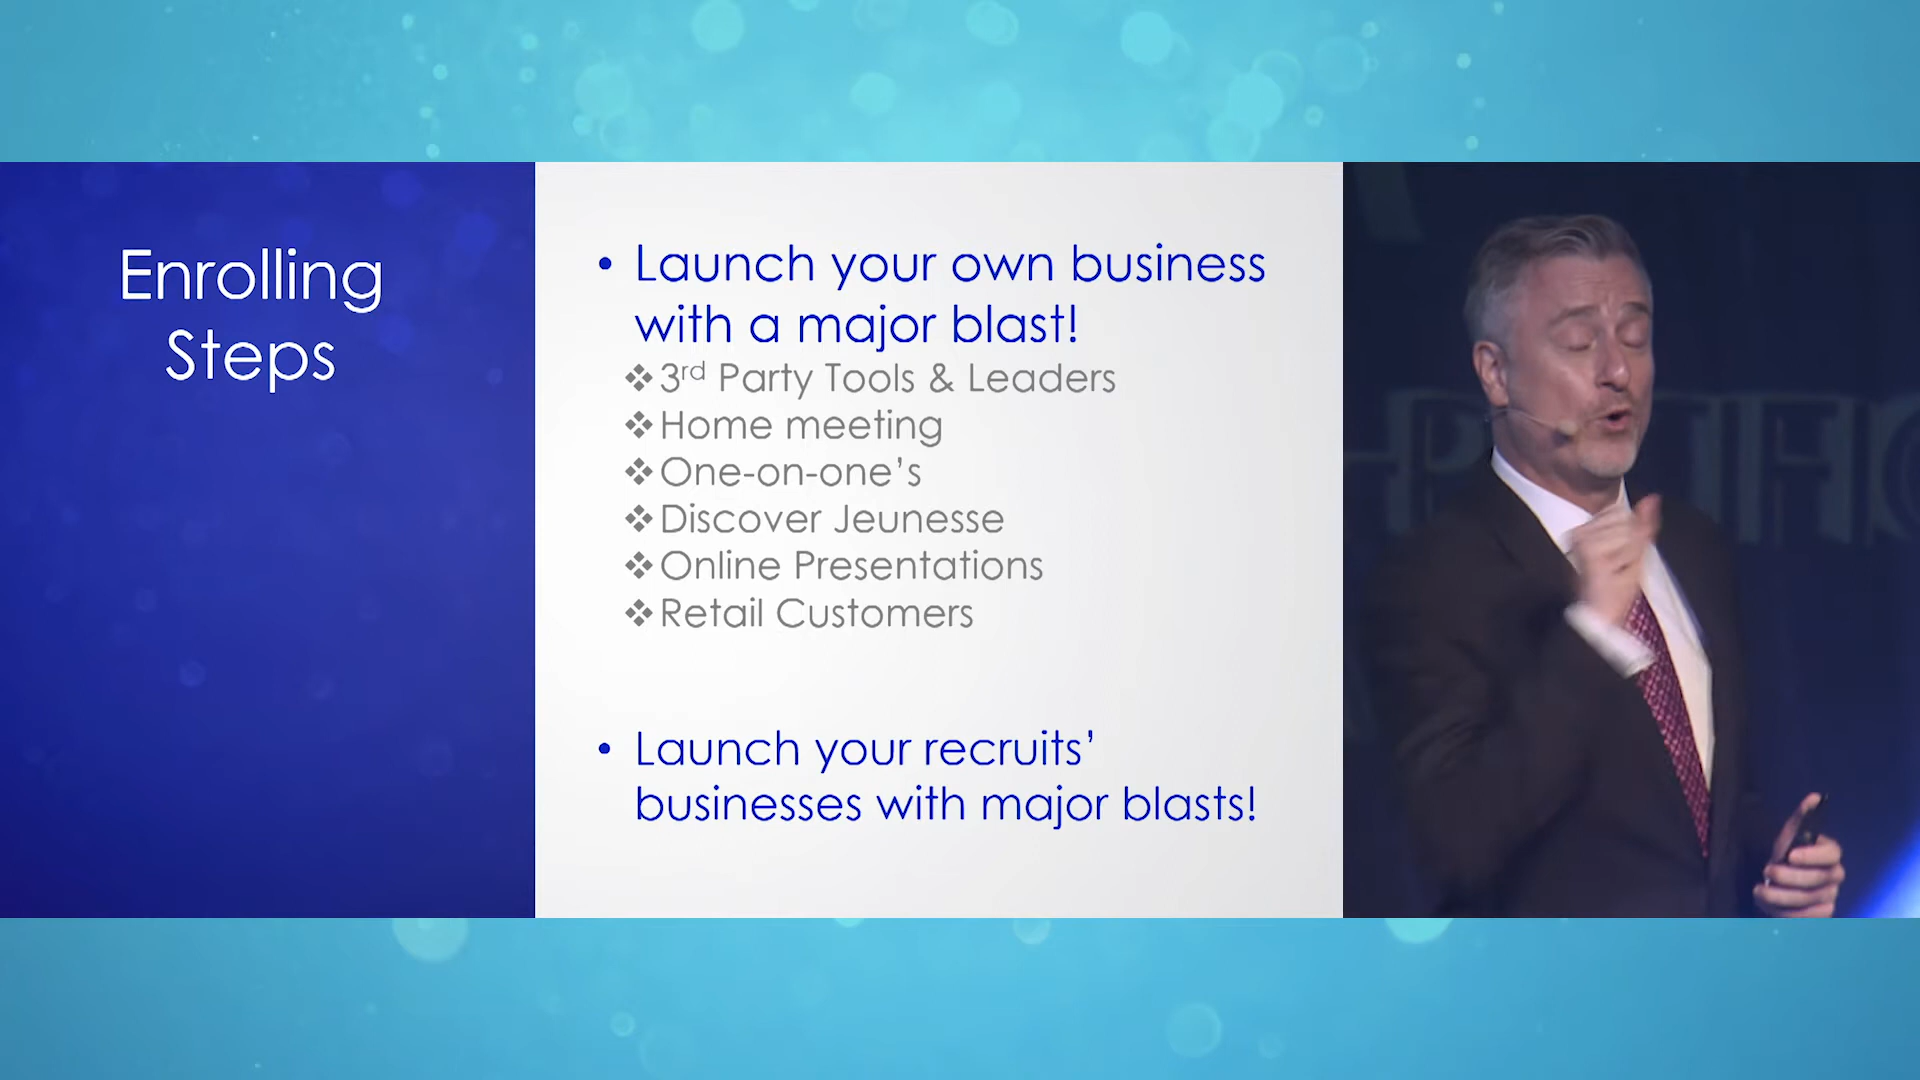 Enrolling
Steps
• Launch your own business
with a major blast!
❖ 3rd Party Tools & Leaders
❖ Home meeting
❖ One-on-one’s
❖ Discover Jeunesse
❖ Online Presentations
❖ Retail Customers
• Launch your recruits’
businesses with major blasts!